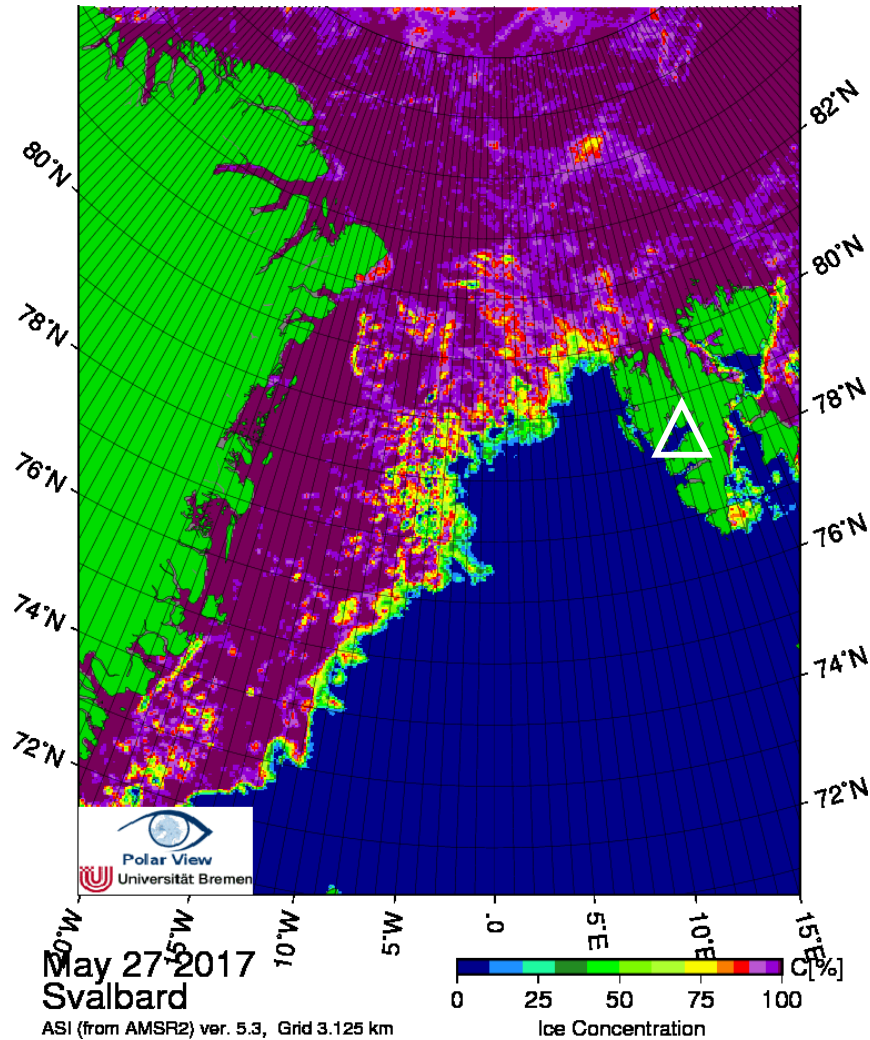 82°N
80°N
80°N
78°N
78°N
76°N
76°N
74°N
74°N
72°N
72°N
Polar View
Universität Bremen
20°W
15°W
10°W
5°W
0°
5°E
10°E
15°E
May 27 2017
Svalbard
ASI (from AMSR2) ver. 5.3, Grid 3.125 km
C[%]
0 25 50 75 100
Ice Concentration